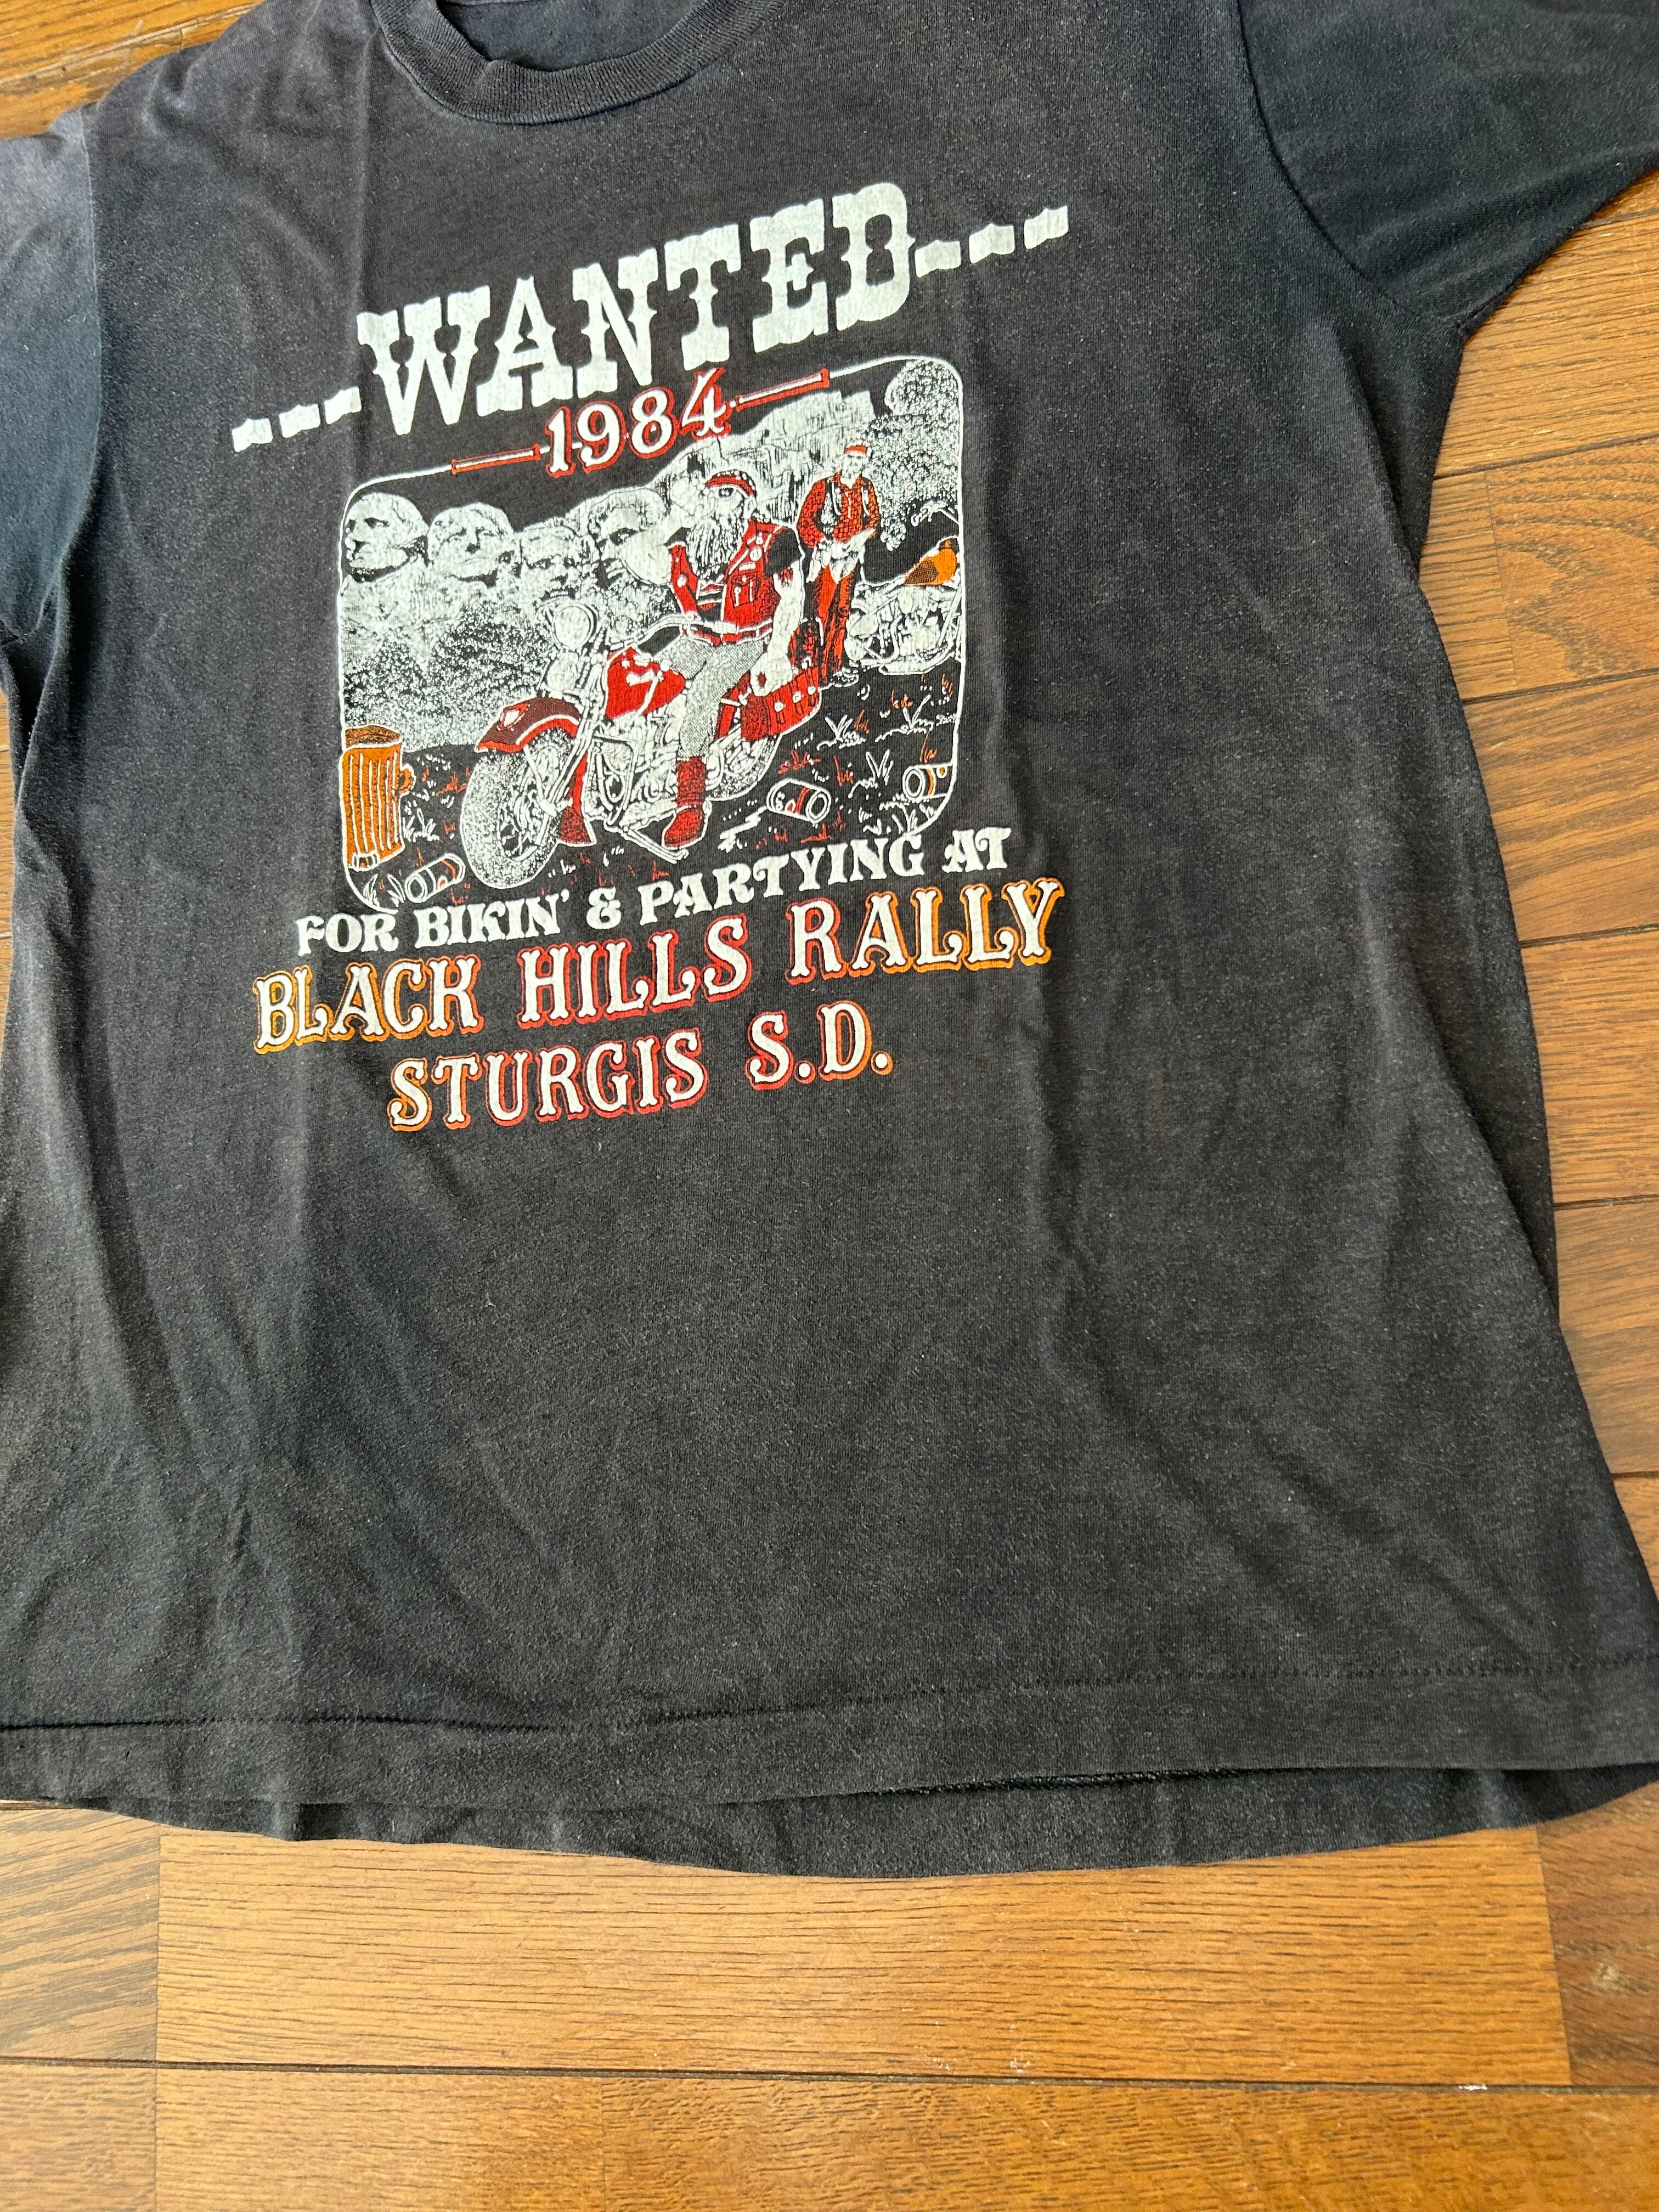 WANTED
1984
FOR BIKIN' & PARTYING AT
BLACK HILLS RALLY
STURGIS S.D.